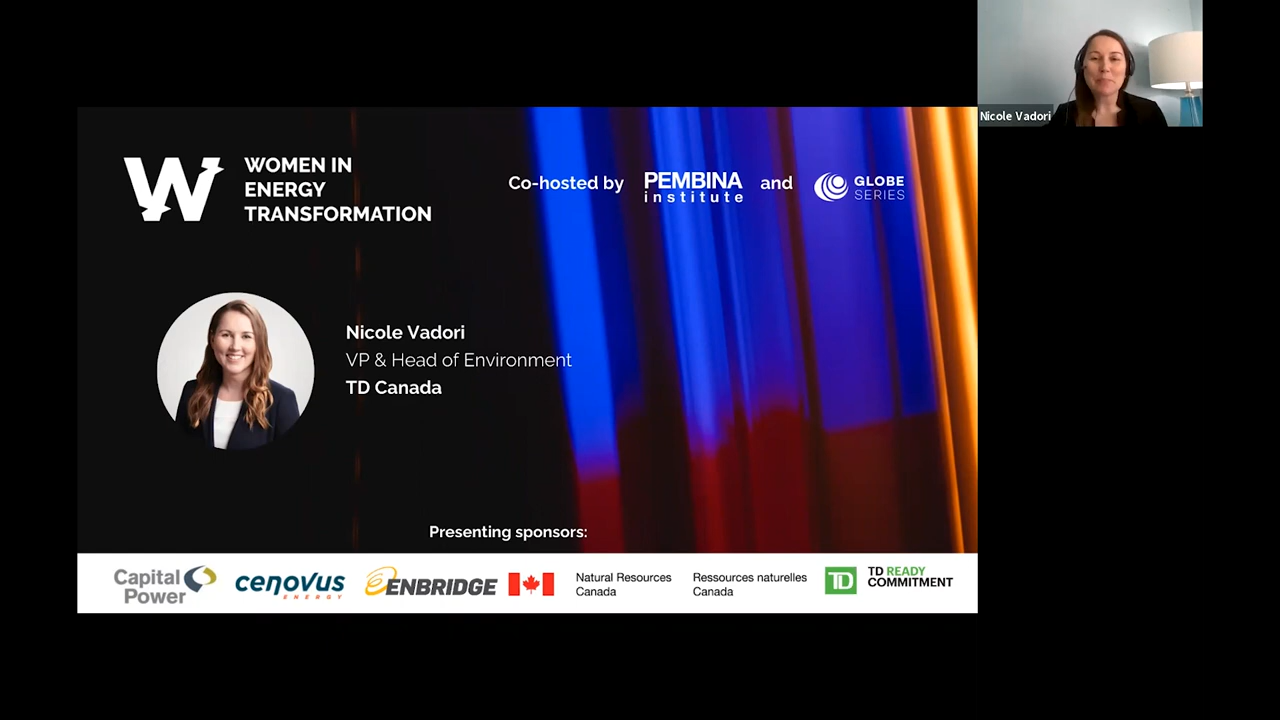 Nicole Vadori
W
WOMEN IN
ENERGY
TRANSFORMATION
Co-hosted by
PEMBINA
institute
and
GLOBE
SERIES
Nicole Vadori
VP & Head of Environment
TD Canada
Presenting sponsors:
Capital
Power
cenovus
ENERGY
ENBRIDGE
Natural Resources
Canada
Ressources naturelles
Canada
TD
TD READY
COMMITMENT